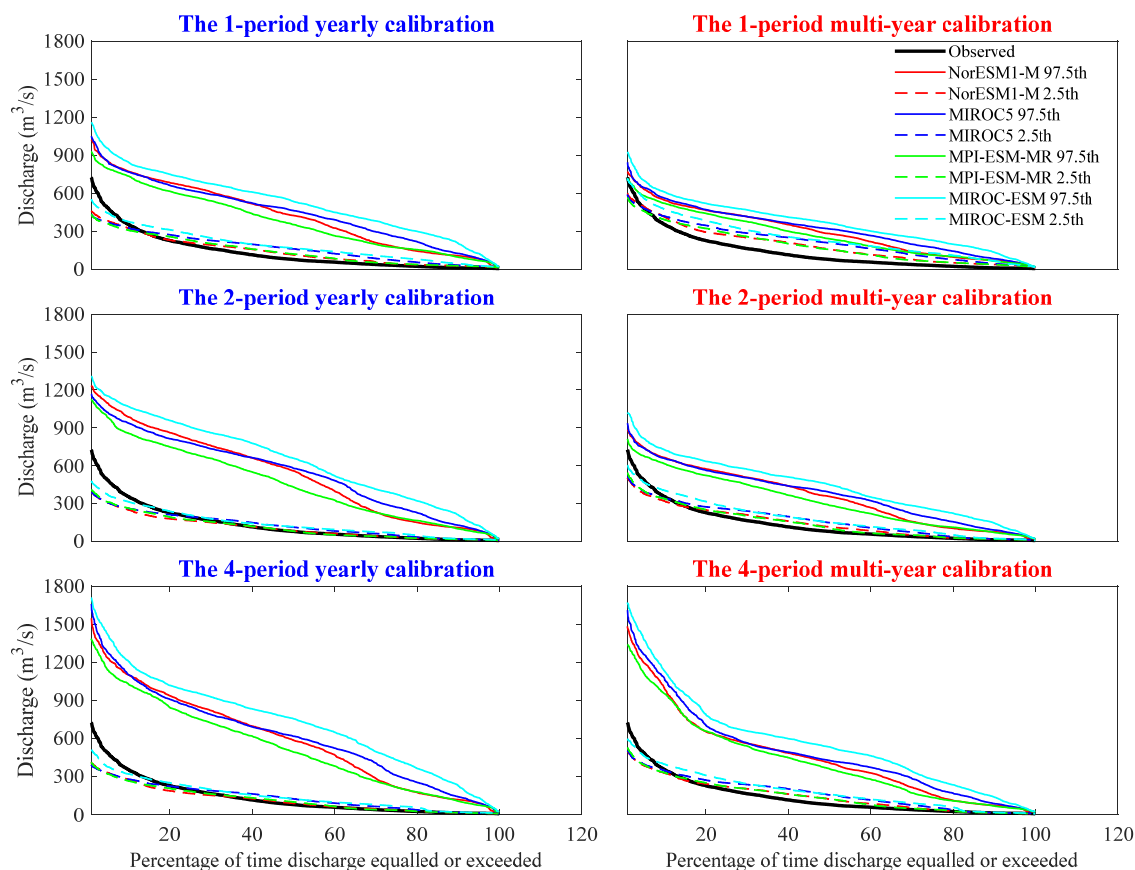 The 1-period yearly calibration
The 1-period multi-year calibration
1800
1500
1200
900
600
300
0
Discharge (m³/s)
Observed
NorESM1-M 97.5th
NorESM1-M 2.5th
MIROC5 97.5th
MIROC5 2.5th
MPI-ESM-MR 97.5th
MPI-ESM-MR 2.5th
MIROC-ESM 97.5th
MIROC-ESM 2.5th
The 2-period yearly calibration
The 2-period multi-year calibration
1800
1500
1200
900
600
300
0
Discharge (m³/s)
The 4-period yearly calibration
The 4-period multi-year calibration
1800
1500
1200
900
600
300
0
Discharge (m³/s)
20 40 60 80 100 120
20 40 60 80 100 120
Percentage of time discharge equalled or exceeded
Percentage of time discharge equalled or exceeded